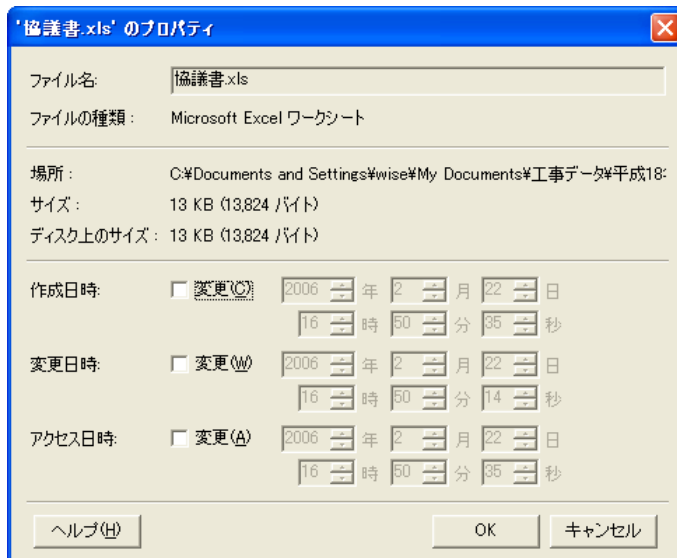 '協議書.xls' のプロパティ
ファイル名: 協議書.xls
ファイルの種類: Microsoft Excel ワークシート
場所: C:¥Documents and Settings¥wise¥My Documents¥工事データ¥平成18
サイズ: 13 KB (13,824 バイト)
ディスク上のサイズ: 13 KB (13,824 バイト)
作成日時: 変更(C) 2006 年 2 月 22 日
16 時 50 分 35 秒
変更日時: 変更(W) 2006 年 2 月 22 日
16 時 50 分 14 秒
アクセス日時: 変更(A) 2006 年 2 月 22 日
16 時 50 分 35 秒
ヘルプ(H) OK キャンセル